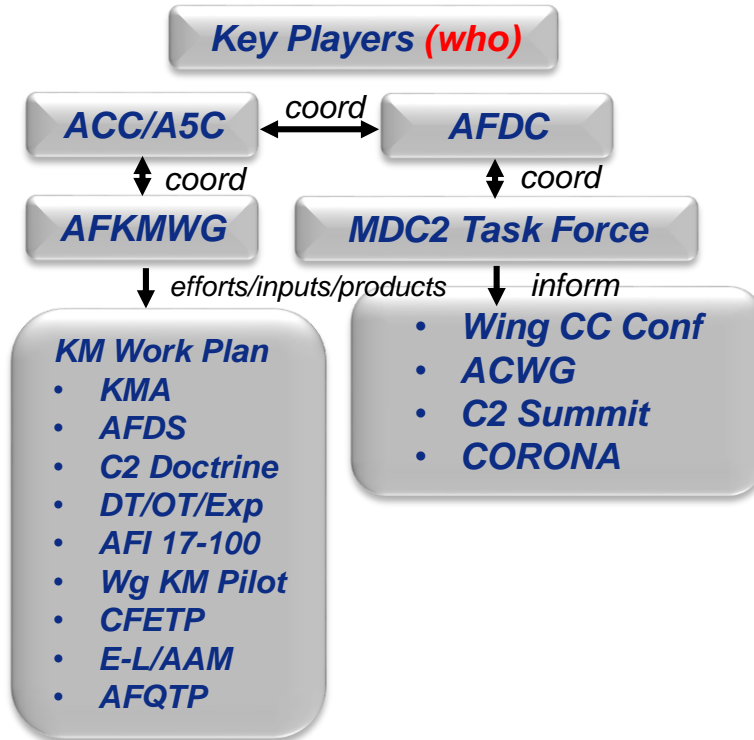 Key Players (who)
coord
ACC/A5C
AFDC
coord
coord
AFKMWG
MDC2 Task Force
efforts/inputs/products
inform
KM Work Plan
• KMA
• AFDS
• C2 Doctrine
• DT/OT/Exp
• AFI 17-100
• Wg KM Pilot
• CFETP
• E-L/AAM
• AFQTP
• Wing CC Conf
• ACWG
• C2 Summit
• CORONA